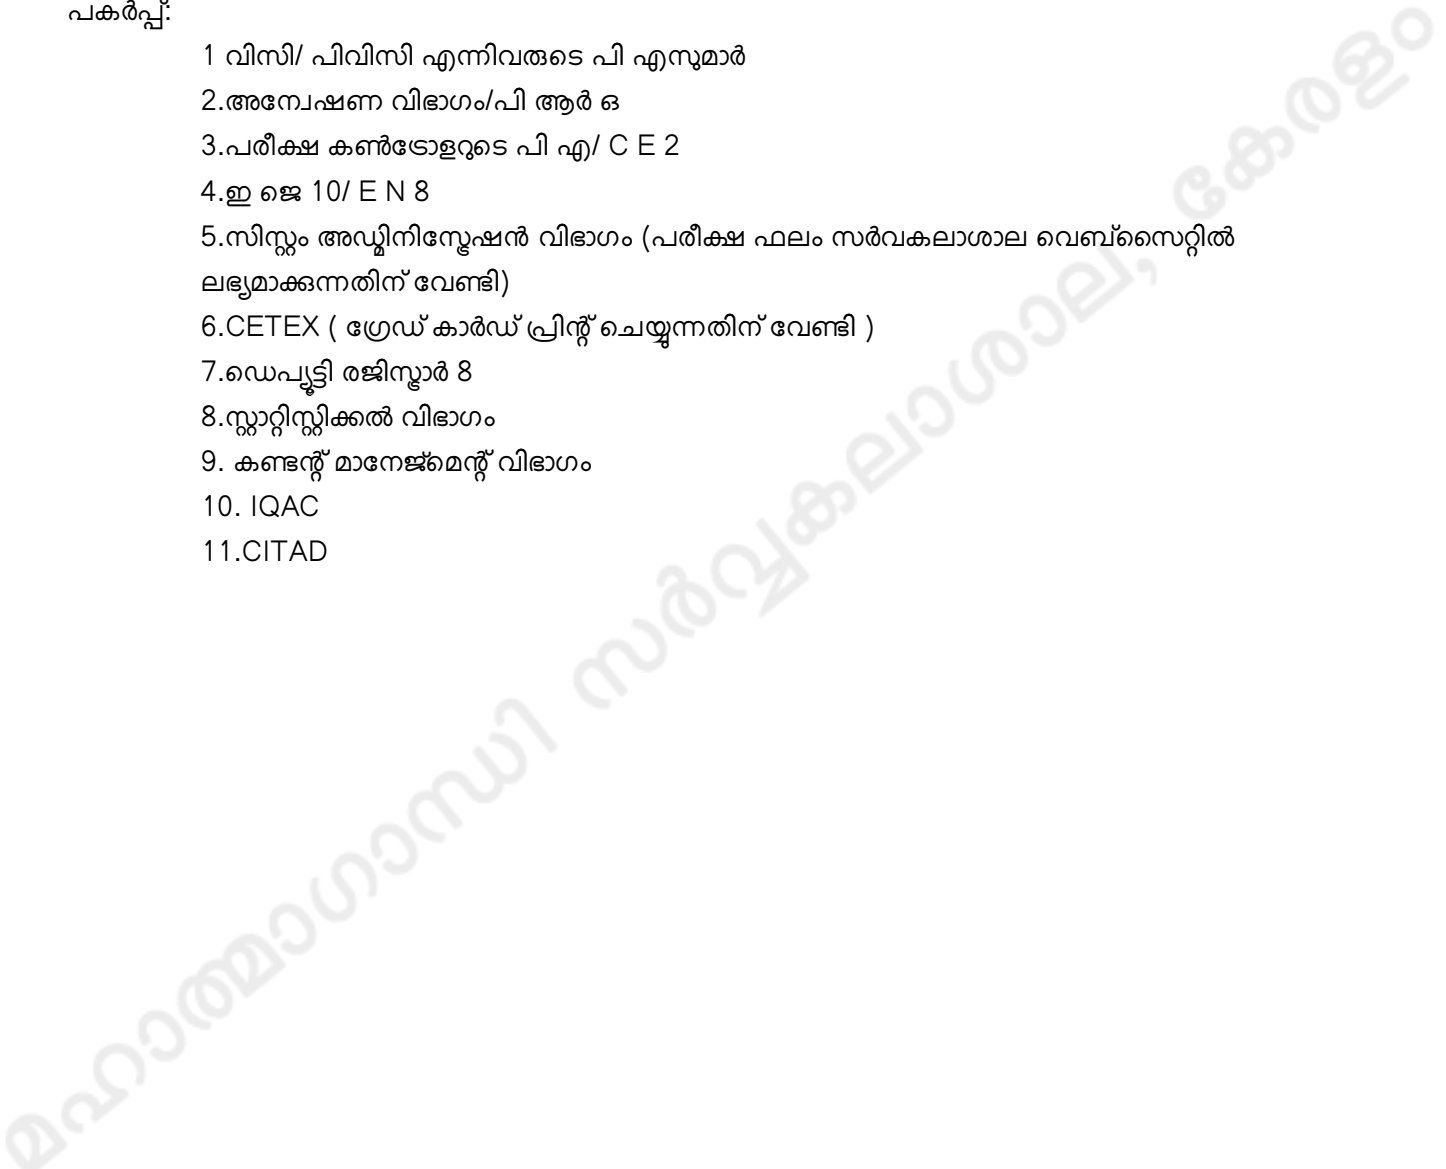 പകർപ്പ്:
1 വിസി/ പിവിസി എന്നിവരുടെ പി എസുമാർ
2.അന്വേഷണ വിഭാഗം/പി ആർ ഒ
3.പരീക്ഷ കൺട്രോളറുടെ പി എ/ C E 2
4.ഇ ജെ 10/ E N 8
5.സിസ്റ്റം അഡ്മിനിസ്ട്രേഷൻ വിഭാഗം (പരീക്ഷ ഫലം സർവകലാശാല വെബ്സൈറ്റിൽ
ലഭ്യമാക്കുന്നതിന് വേണ്ടി)
6.CETEX ( ഗ്രേഡ് കാർഡ് പ്രിന്റ് ചെയ്യുന്നതിന് വേണ്ടി )
7.ഡെപ്യൂട്ടി രജിസ്ട്രാർ 8
8.സ്റ്റാറ്റിസ്റ്റിക്കൽ വിഭാഗം
9. കണ്ടന്റ് മാനേജ്മെന്റ് വിഭാഗം
10. IQAC
11.CITAD
മഹാത്മാഗാന്ധി സർവ്വകലാശാല, കേരളം